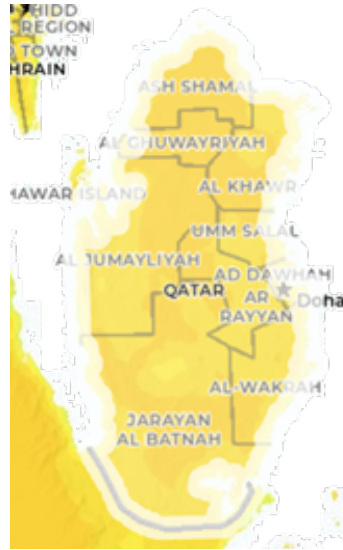 HIDD
REGION
TOWN
HRAIN
ASH SHAMAL
AL GHUWAYRIYAH
HAWAR ISLAND
AL KHAWR
UMM SALAL
AL JUMAYLIYAH
AD DAWHAH
QATAR
AR
RAYYAN
Doha
AL-WAKRAH
JARAYAN
AL BATNAH